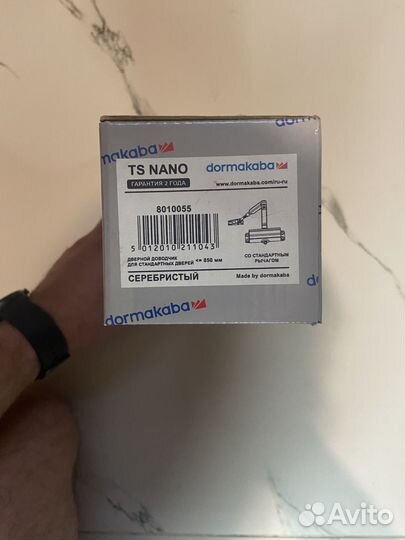 dormakaba
TS NANO
dormakaba
ГАРАНТИЯ 2 ГОДА
www.dormakaba.com/ru-ru
8010055
5 012010 211043
ДВЕРНОЙ ДОВОДЧИК
ДЛЯ СТАНДАРТНЫХ ДВЕРЕЙ <= 850 мм
СО СТАНДАРТНЫМ
РЫЧАГОМ
СЕРЕБРИСТЫЙ
Made by dormakaba
dormakaba
Avito